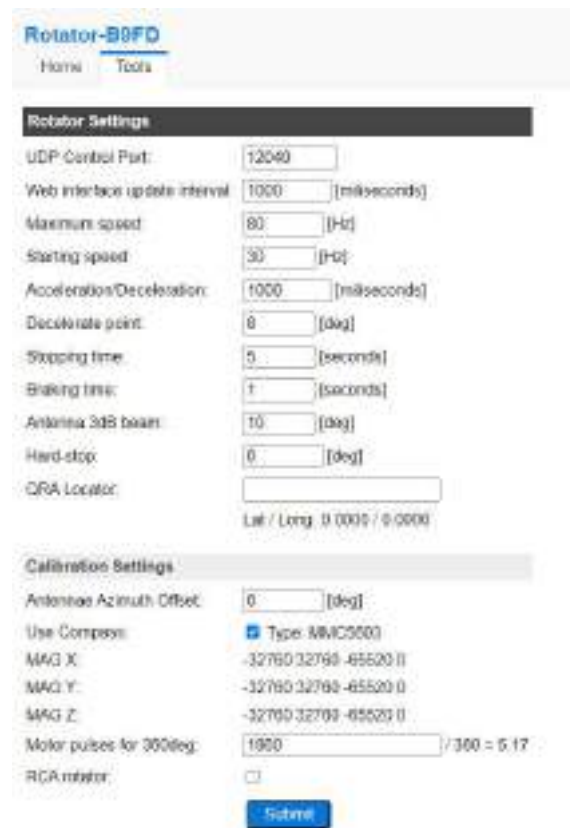 Rotator-B9FD
Home Tools
Rotator Settings
UDP Control Port: 12040
Web interface update interval 1000 [miliseconds]
Maximum speed 80 [Hz]
Starting speed 30 [Hz]
Acceleration/Deceleration: 1000 [miliseconds]
Decelerate point: 8 [deg]
Stopping time 5 [seconds]
Braking time: 1 [seconds]
Antenna 3dB beam: 10 [deg]
Hard-stop: 0 [deg]
QRA Locator:
Lat / Long: 0.0000 / 0.0000
Calibration Settings
Antennae Azimuth Offset: 0 [deg]
Use Compass: Type: MMC5603
MAG X: -32760 32760 -65520 0
MAG Y: -32760 32760 -65520 0
MAG Z: -32760 32760 -65520 0
Motor pulses for 360deg: / 360 = 5.17
RCA rotator:
Submit